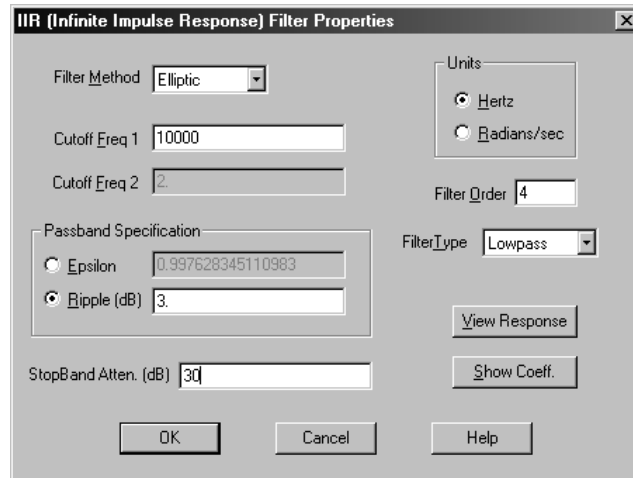 IIR (Infinite Impulse Response) Filter Properties
Filter Method Elliptic
Units
Hertz
Radians/sec
Cutoff Freq 1 10000
Cutoff Freq 2 2.
Filter Order 4
Passband Specification
Epsilon 0.997628345110983
Ripple (dB) 3.
FilterType Lowpass
View Response
StopBand Atten. (dB) 30
Show Coeff.
OK Cancel Help